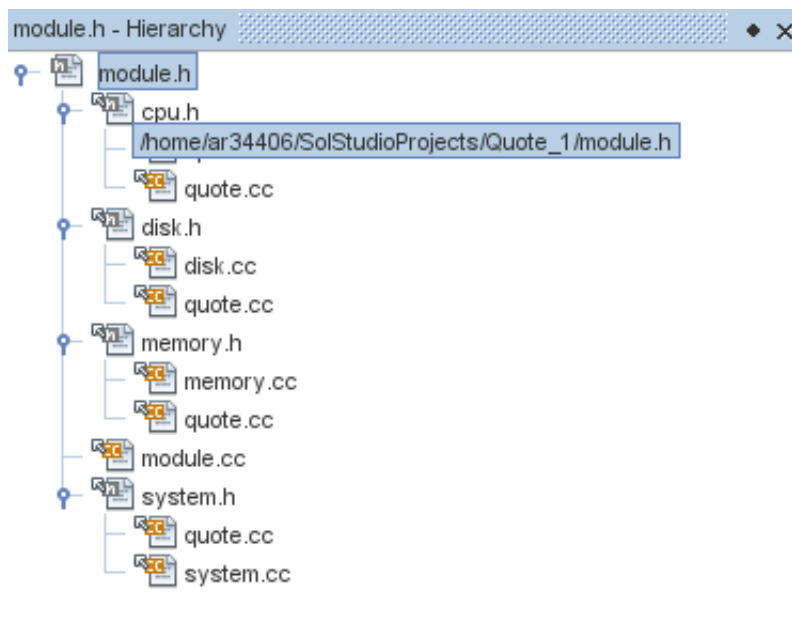 module.h - Hierarchy
module.h
cpu.h
/home/ar34406/SolStudioProjects/Quote_1/module.h
quote.cc
disk.h
disk.cc
quote.cc
memory.h
memory.cc
quote.cc
module.cc
system.h
quote.cc
system.cc